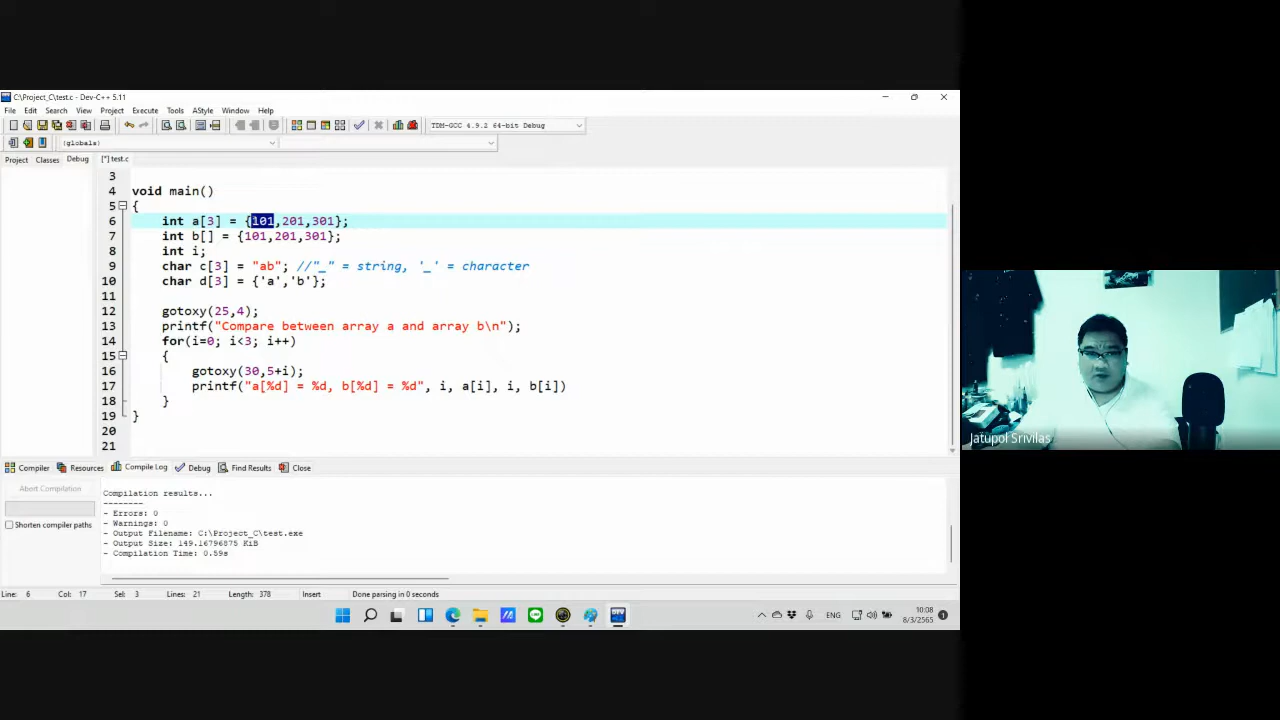 C:\Project_C\test.c - Dev-C++ 5.11
File Edit Search View Project Execute Tools AStyle Window Help
TDM-GCC 4.9.2 64-bit Debug
(globals)
Project Classes Debug [*] test.c
3
4 void main()
5 {
6 int a[3] = {101,201,301};
7 int b[] = {101,201,301};
8 int i;
9 char c[3] = "ab"; //"_" = string, '_' = character
10 char d[3] = {'a','b'};
11
12 gotoxy(25,4);
13 printf("Compare between array a and array b\n");
14 for(i=0; i<3; i++)
15 {
16 gotoxy(30,5+i);
17 printf("a[%d] = %d, b[%d] = %d", i, a[i], i, b[i])
18 }
19 }
20
21
Jatupol Srivilas
Compiler Resources Compile Log Debug Find Results Close
Abort Compilation
Shorten compiler paths
Compilation results...
--------
- Errors: 0
- Warnings: 0
- Output Filename: C:\Project_C\test.exe
- Output Size: 149.16796875 KiB
- Compilation Time: 0.59s
Line: 6 Col: 17 Sel: 3 Lines: 21 Length: 378 Insert Done parsing in 0 seconds
DEV
ENG
10:08
8/3/2565
1